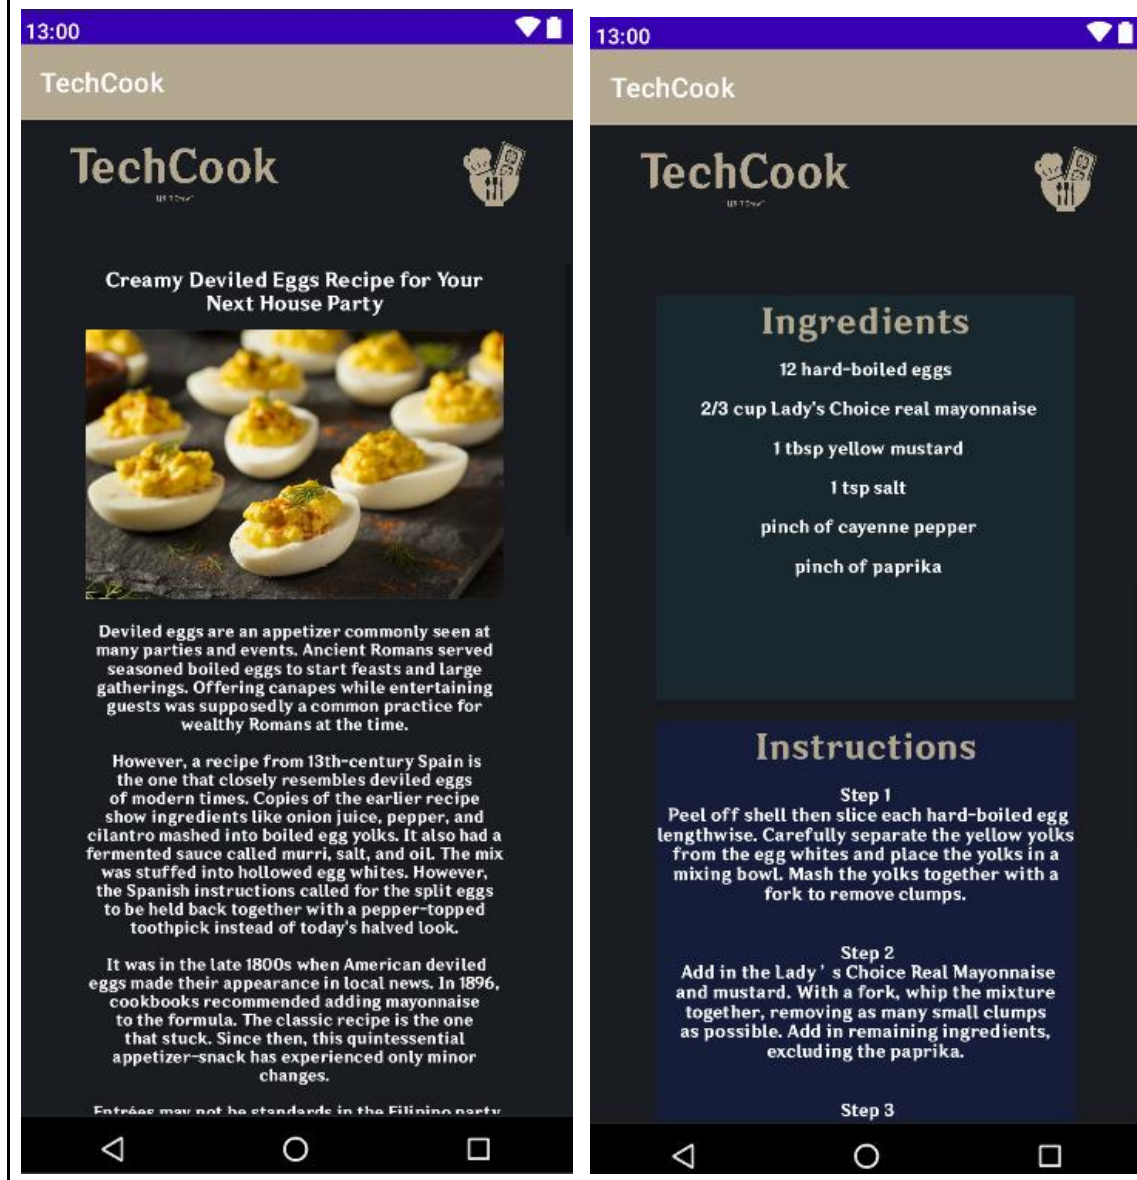 13:00
TechCook
TechCook
Creamy Deviled Eggs Recipe for Your
Next House Party
Deviled eggs are an appetizer commonly seen at
many parties and events. Ancient Romans served
seasoned boiled eggs to start feasts and large
gatherings. Offering canapes while entertaining
guests was supposedly a common practice for
wealthy Romans at the time.
However, a recipe from 13th-century Spain is
the one that closely resembles deviled eggs
of modern times. Copies of the earlier recipe
show ingredients like onion juice, pepper, and
cilantro mashed into boiled egg yolks. It also had a
fermented sauce called murri, salt, and oil. The mix
was stuffed into hollowed egg whites. However,
the Spanish instructions called for the split eggs
to be held back together with a pepper-topped
toothpick instead of today's halved look.
It was in the late 1800s when American deviled
eggs made their appearance in local news. In 1896,
cookbooks recommended adding mayonnaise
to the formula. The classic recipe is the one
that stuck. Since then, this quintessential
appetizer-snack has experienced only minor
changes.
Entrées may not be standards in the Filipino party
13:00
TechCook
TechCook
Ingredients
12 hard-boiled eggs
2/3 cup Lady's Choice real mayonnaise
1 tbsp yellow mustard
1 tsp salt
pinch of cayenne pepper
pinch of paprika
Instructions
Step 1
Peel off shell then slice each hard-boiled egg
lengthwise. Carefully separate the yellow yolks
from the egg whites and place the yolks in a
mixing bowl. Mash the yolks together with a
fork to remove clumps.
Step 2
Add in the Lady ' s Choice Real Mayonnaise
and mustard. With a fork, whip the mixture
together, removing as many small clumps
as possible. Add in remaining ingredients,
excluding the paprika.
Step 3